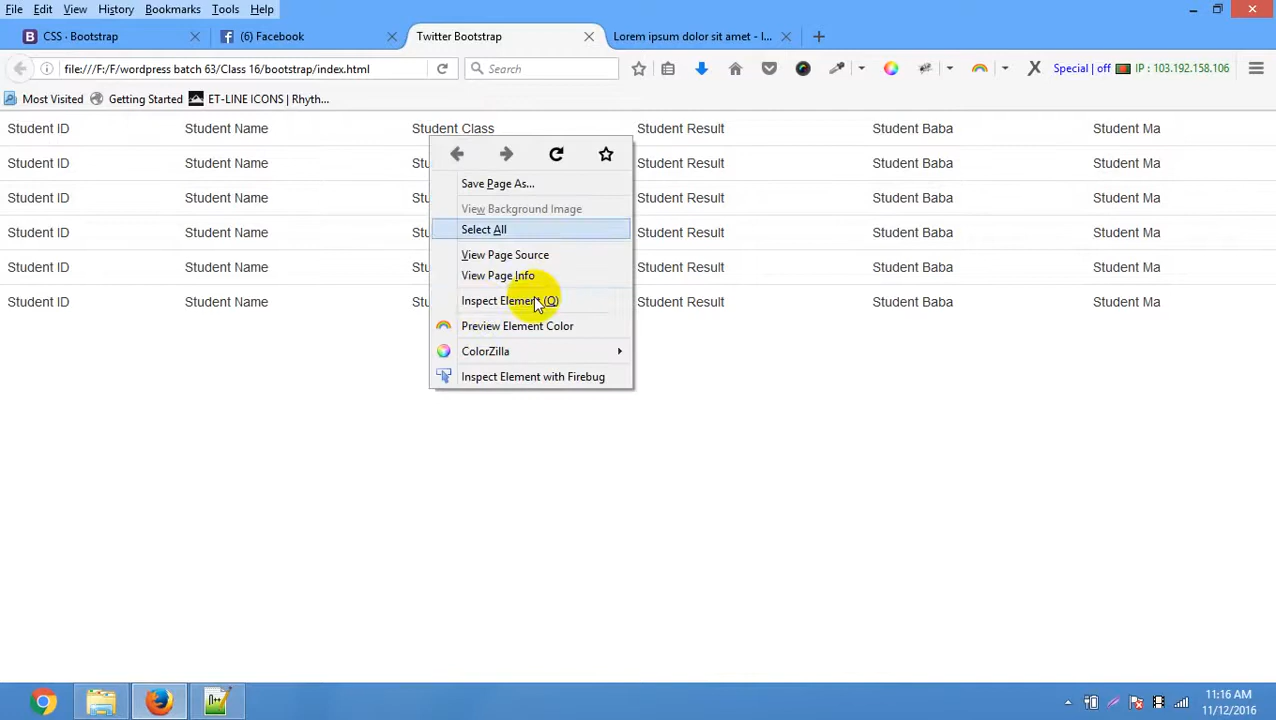 File Edit View History Bookmarks Tools Help
CSS · Bootstrap (6) Facebook Twitter Bootstrap Lorem ipsum dolor sit amet - l...
file:///F:/F/wordpress batch 63/Class 16/bootstrap/index.html Search Special | off IP : 103.192.158.106
Most Visited Getting Started ET-LINE ICONS | Rhyth...
Student ID Student Name Student Class Student Result Student Baba Student Ma
Student ID Student Name Student Result Student Baba Student Ma
Save Page As...
Student ID Student Name Student Result Student Baba Student Ma
View Background Image
Select All
Student ID Student Name Student Result Student Baba Student Ma
View Page Source
Student ID Student Name Student Result Student Baba Student Ma
View Page Info
Inspect Element (Q)
Student ID Student Name Student Result Student Baba Student Ma
Preview Element Color
ColorZilla
Inspect Element with Firebug
11:16 AM
11/12/2016